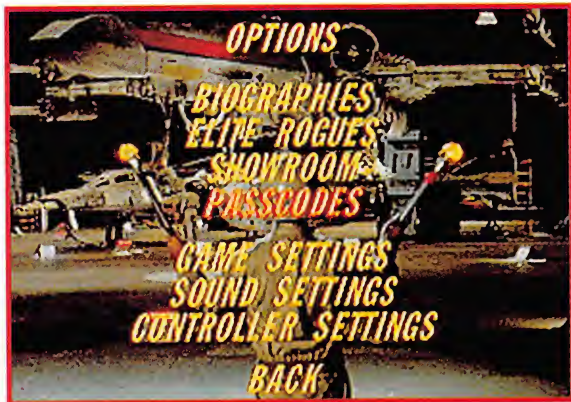 OPTIONS
BIOGRAPHIES
ELITE ROGUES
SHOWROOM
PASSCODES
GAME SETTINGS
SOUND SETTINGS
CONTROLLER SETTINGS
BACK